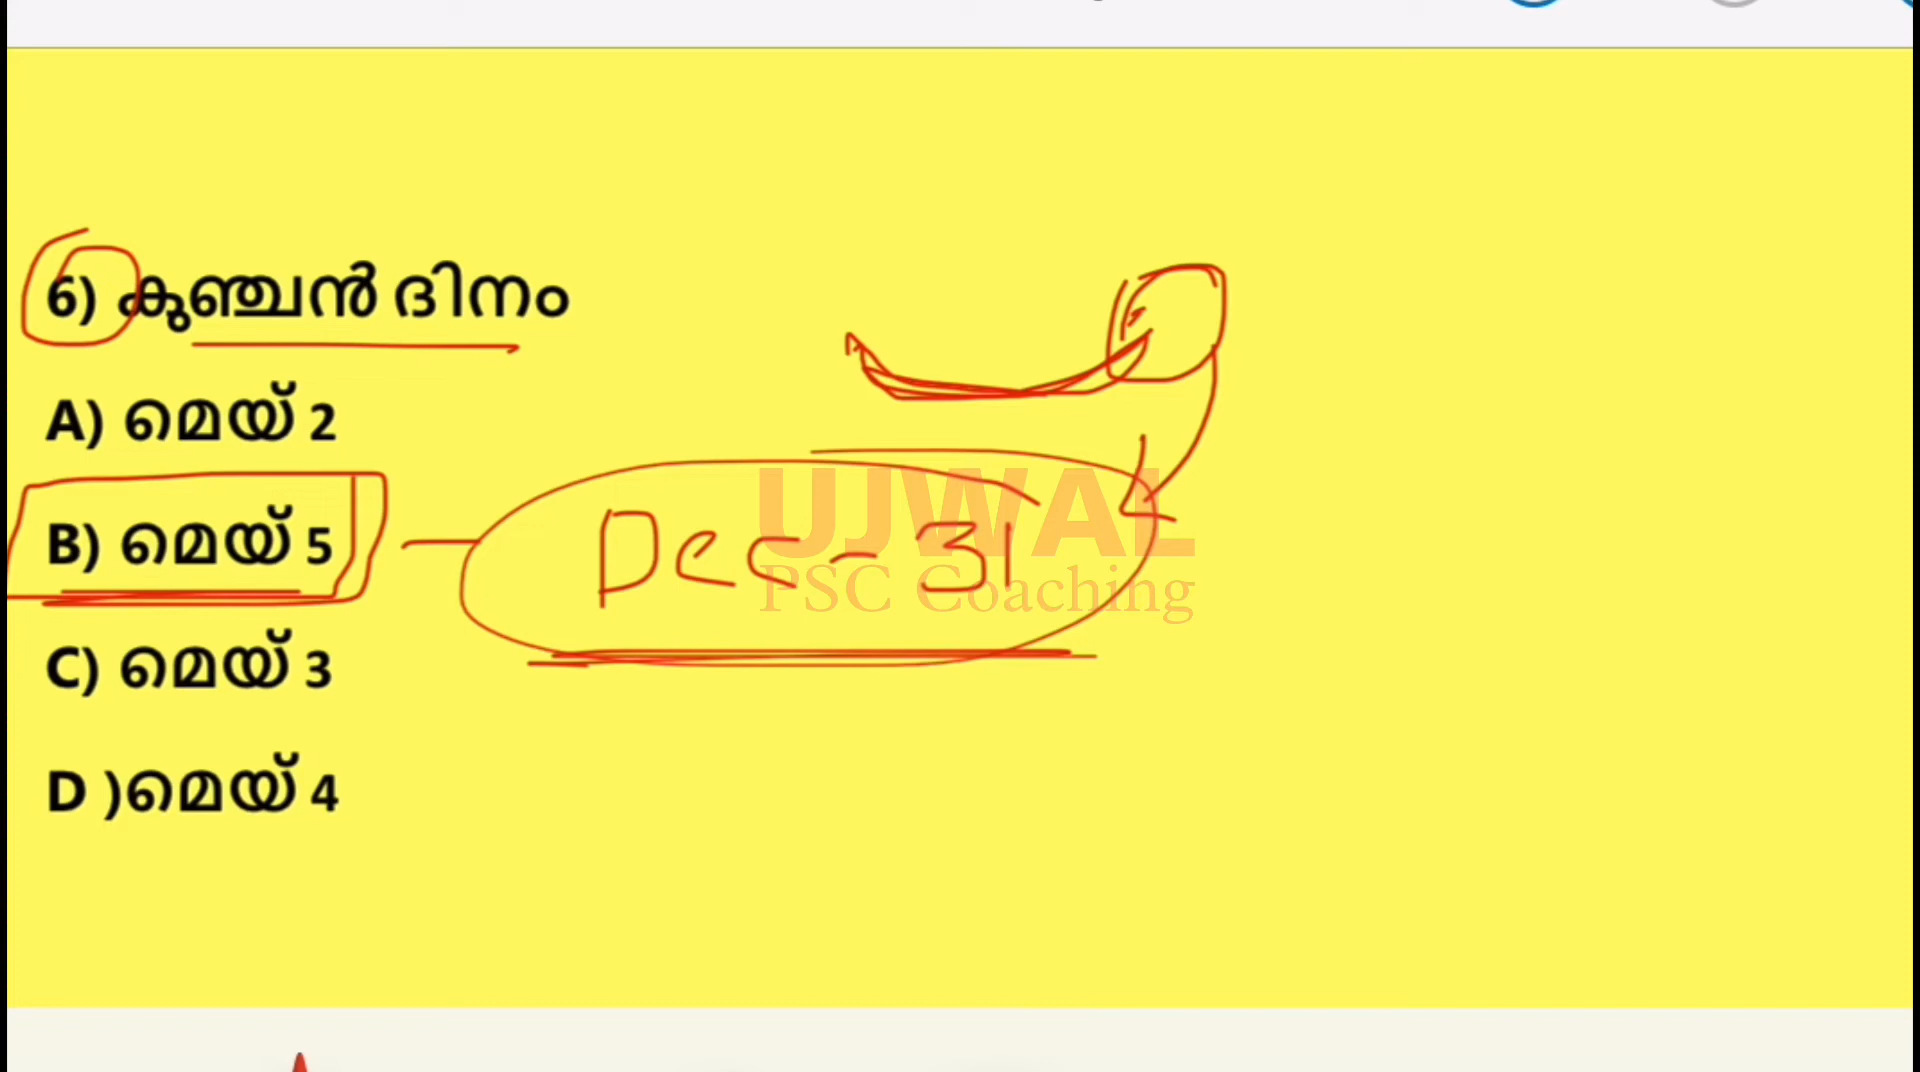 6) കുഞ്ചൻ ദിനം
A) മെയ് 2
B) മെയ് 5
Dec - 31
UJWAL
PSC Coaching
C) മെയ് 3
D )മെയ് 4